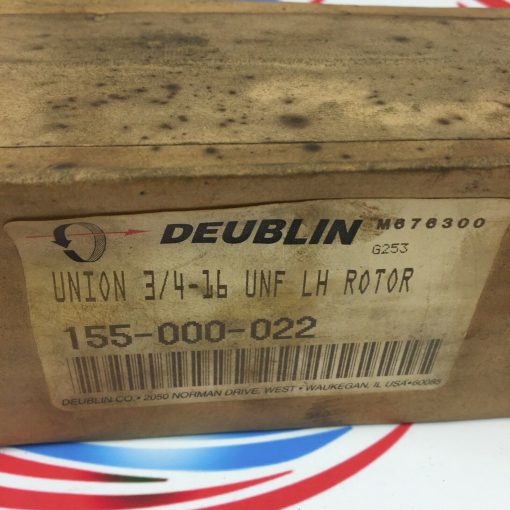 DEUBLIN M676300
G253
UNION 3/4-16 UNF LH ROTOR
155-000-022
DEUBLIN CO. • 2050 NORMAN DRIVE, WEST • WAUKEGAN, IL USA • 60085